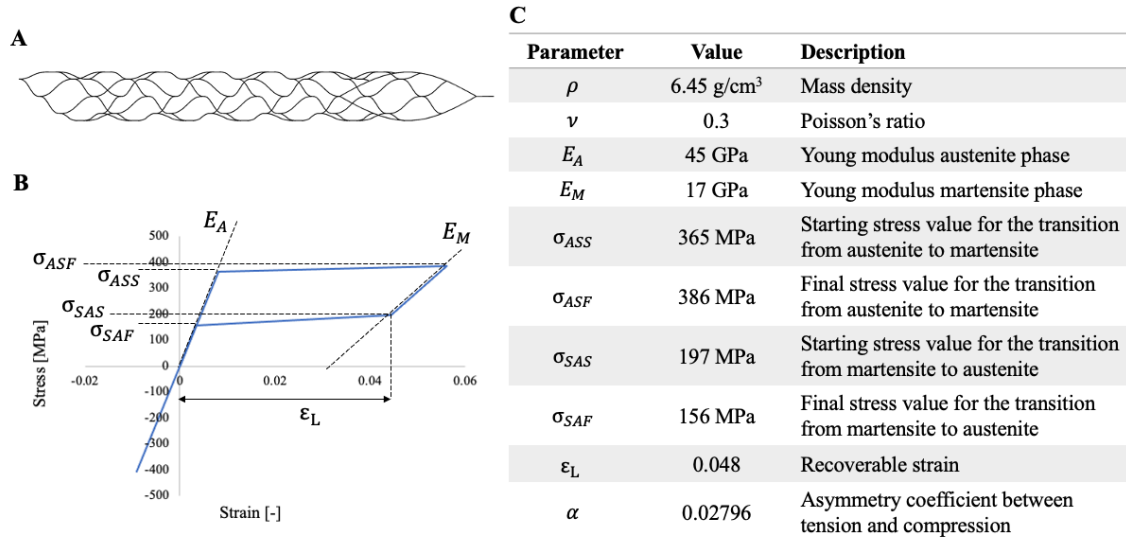 A
B
E_A
E_M
σ_ASF
σ_ASS
σ_SAS
σ_SAF
500
400
300
200
100
0
-100
-200
-300
-400
-500
-0.02
0
0.02
0.04
0.06
ε_L
Stress [MPa]
Strain [-]
C
Parameter Value Description
ρ 6.45 g/cm³ Mass density
ν 0.3 Poisson’s ratio
E_A 45 GPa Young modulus austenite phase
E_M 17 GPa Young modulus martensite phase
σ_ASS 365 MPa Starting stress value for the transition
from austenite to martensite
σ_ASF 386 MPa Final stress value for the transition
from austenite to martensite
σ_SAS 197 MPa Starting stress value for the transition
from martensite to austenite
σ_SAF 156 MPa Final stress value for the transition
from martensite to austenite
ε_L 0.048 Recoverable strain
α 0.02796 Asymmetry coefficient between
tension and compression